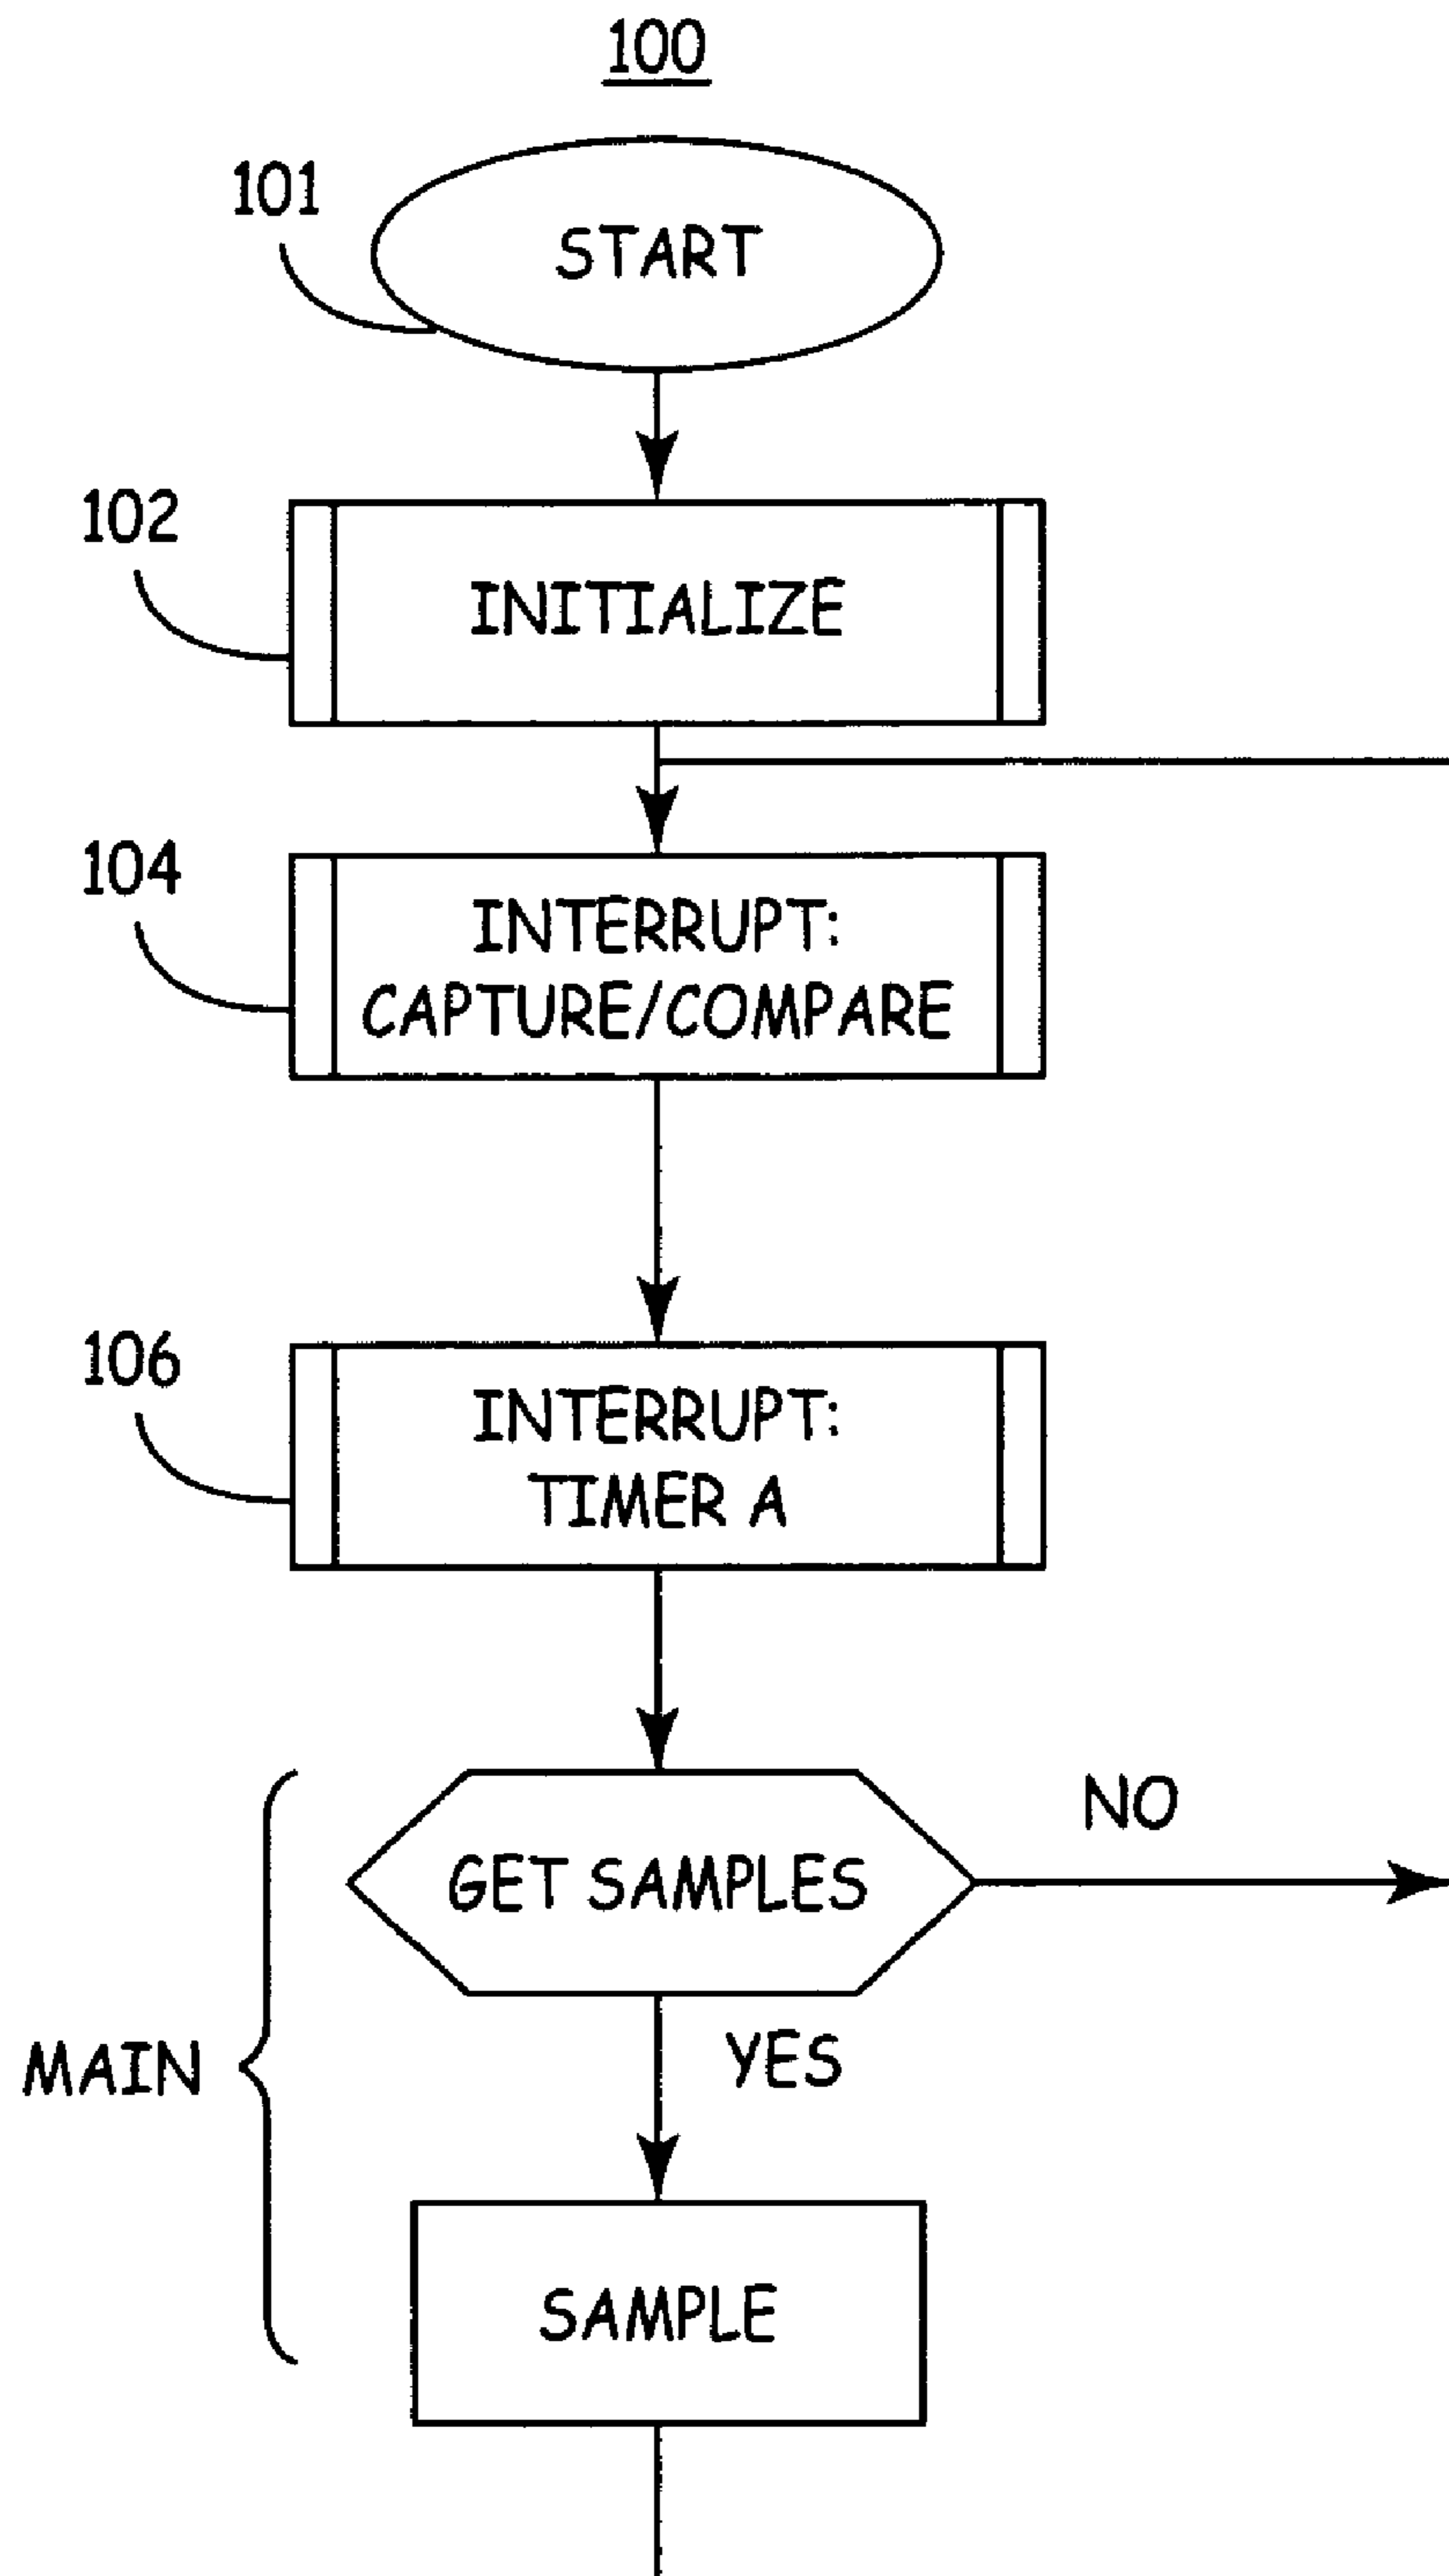 100
101
START
102
INITIALIZE
104
INTERRUPT:
CAPTURE/COMPARE
106
INTERRUPT:
TIMER A
GET SAMPLES
NO
YES
MAIN
SAMPLE